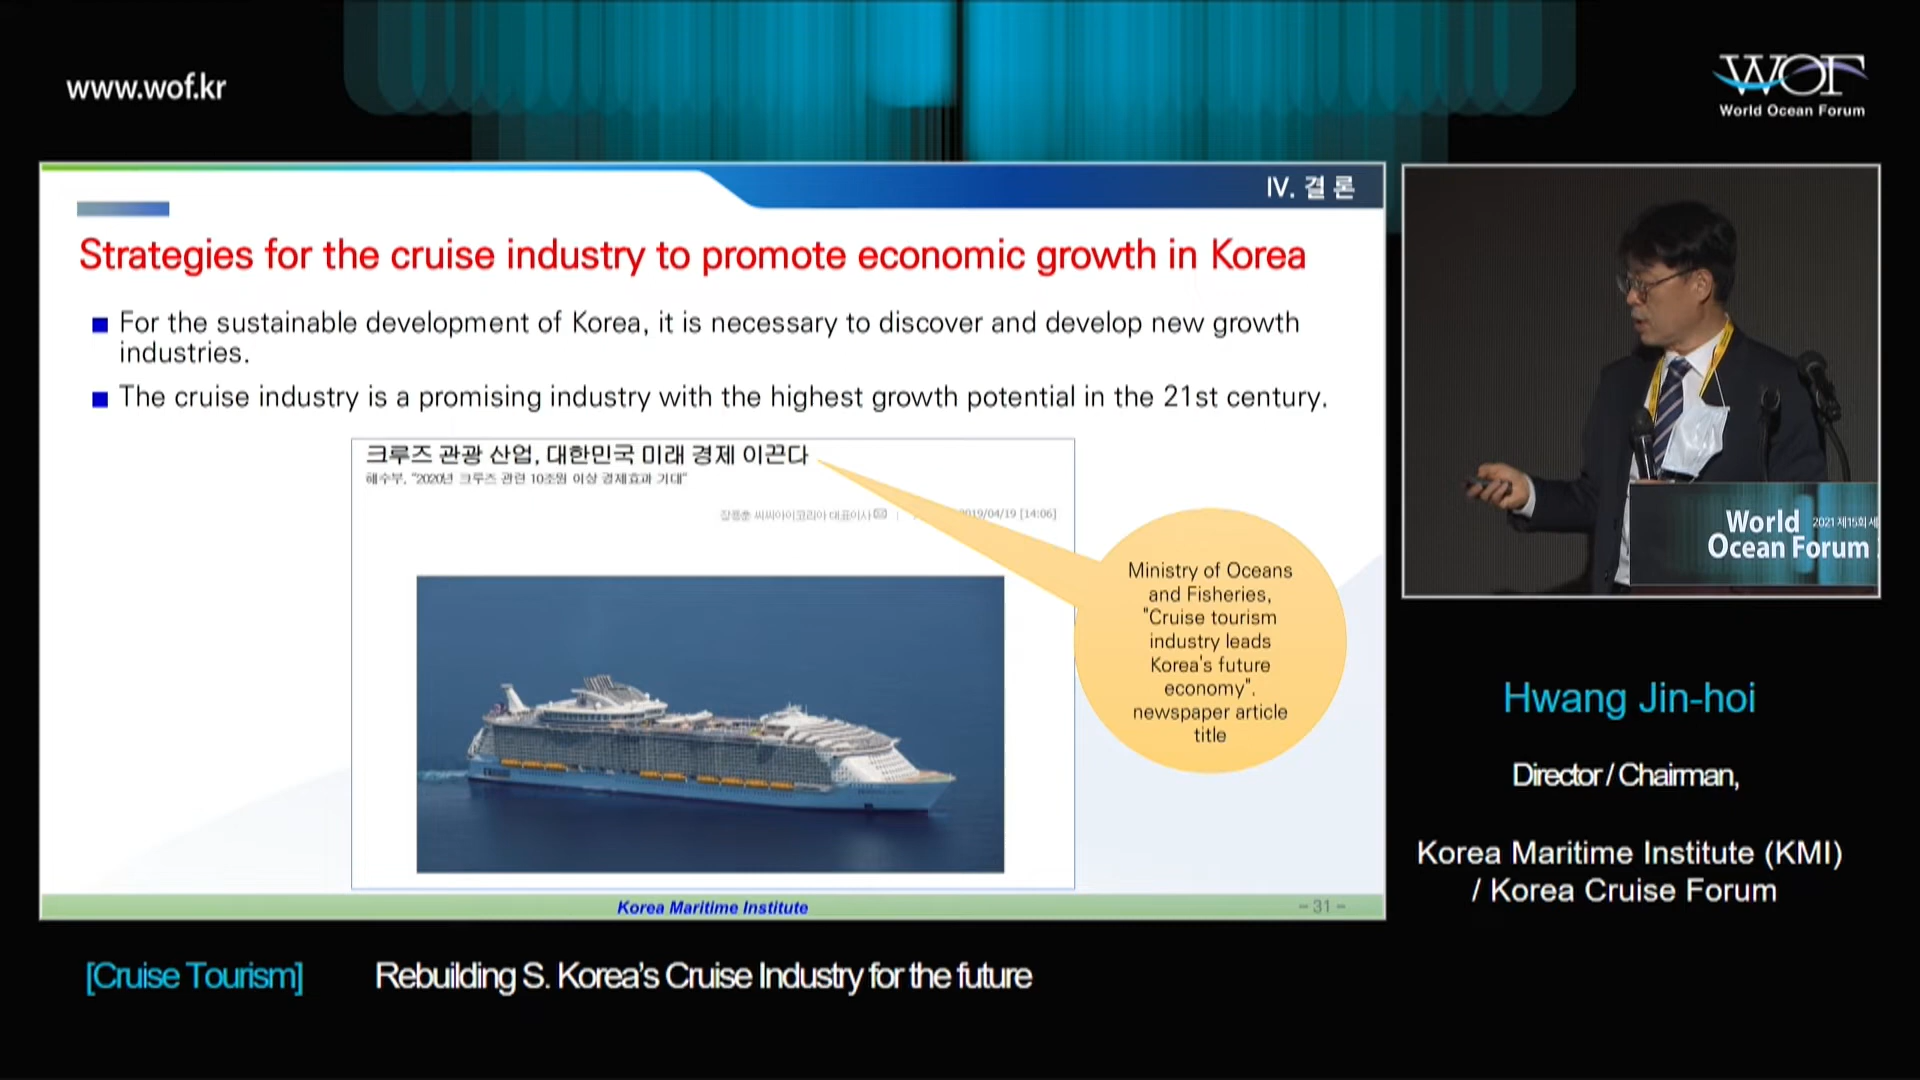 www.wof.kr
WOF
World Ocean Forum
IV. 결 론
Strategies for the cruise industry to promote economic growth in Korea
For the sustainable development of Korea, it is necessary to discover and develop new growth
industries.
The cruise industry is a promising industry with the highest growth potential in the 21st century.
크루즈 관광 산업, 대한민국 미래 경제 이끈다
해수부, "2020년 크루즈 관련 10조원 이상 경제효과 기대"
씨씨아이코리아 대표이사
2019/04/19 [14:06]
Ministry of Oceans
and Fisheries,
"Cruise tourism
industry leads
Korea's future
economy".
newspaper article
title
Korea Maritime Institute
- 31 -
World
2021 제15회 세
Ocean Forum
Hwang Jin-hoi
Director / Chairman,
Korea Maritime Institute (KMI)
/ Korea Cruise Forum
[Cruise Tourism]
Rebuilding S. Korea's Cruise Industry for the future